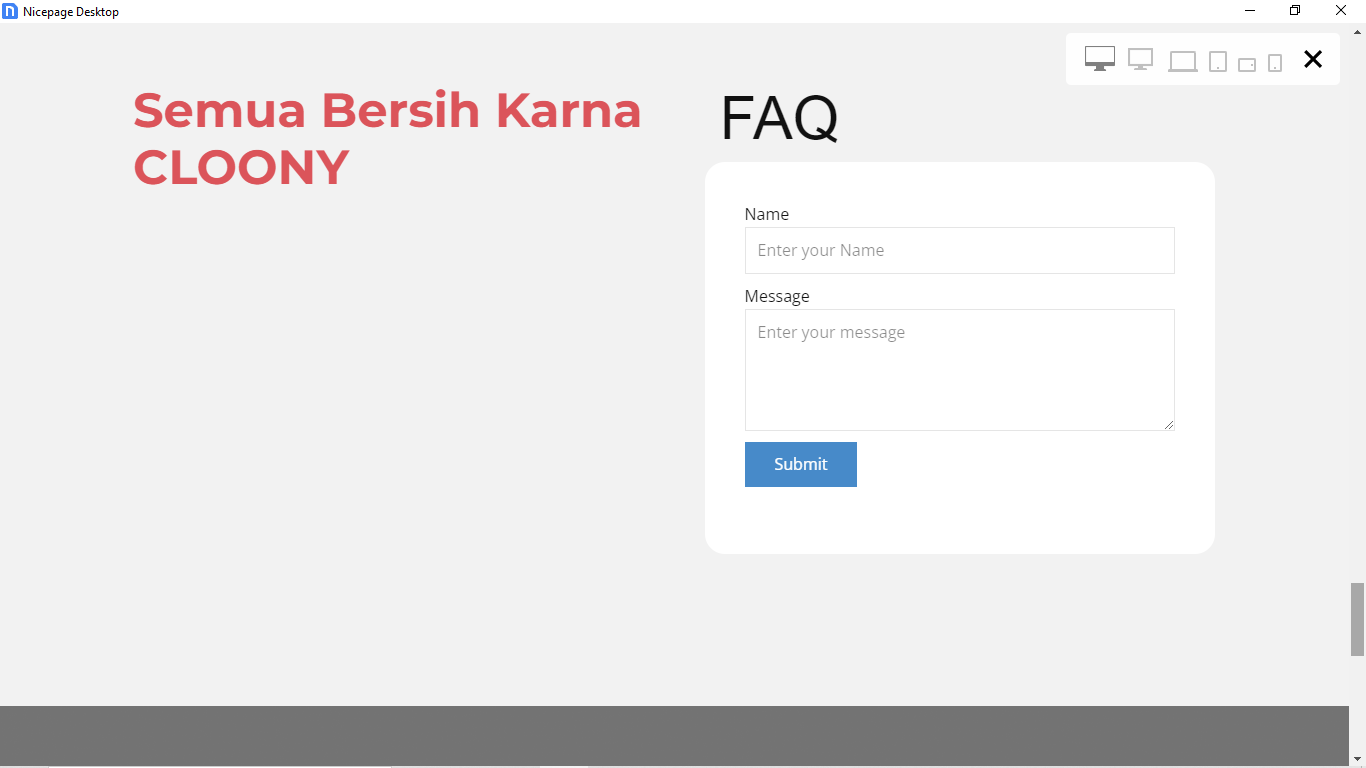 Nicepage Desktop
Semua Bersih Karna
CLOONY
FAQ
Name
Enter your Name
Message
Enter your message
Submit